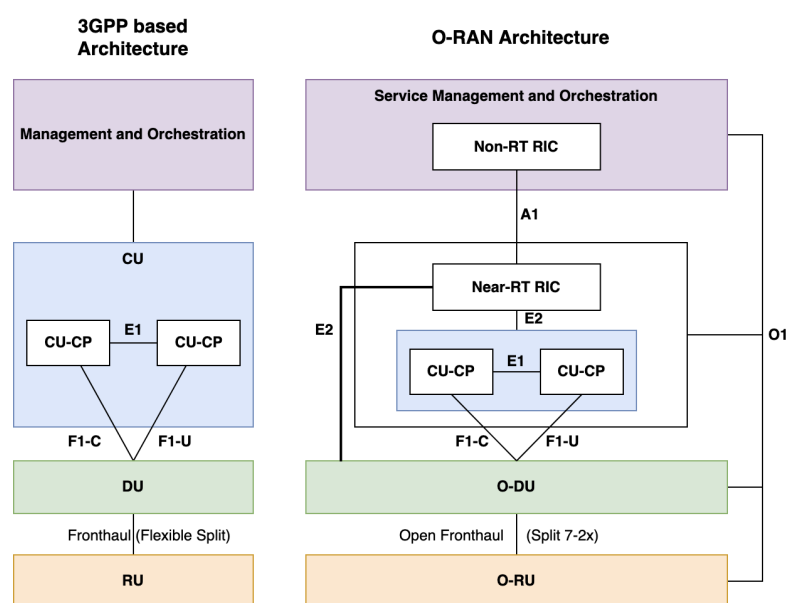 3GPP based
Architecture
Management and Orchestration
CU
CU-CP
E1
CU-CP
F1-C
F1-U
DU
Fronthaul (Flexible Split)
RU
O-RAN Architecture
Service Management and Orchestration
Non-RT RIC
A1
Near-RT RIC
E2
E2
O1
CU-CP
E1
CU-CP
F1-C
F1-U
O-DU
Open Fronthaul (Split 7-2x)
O-RU